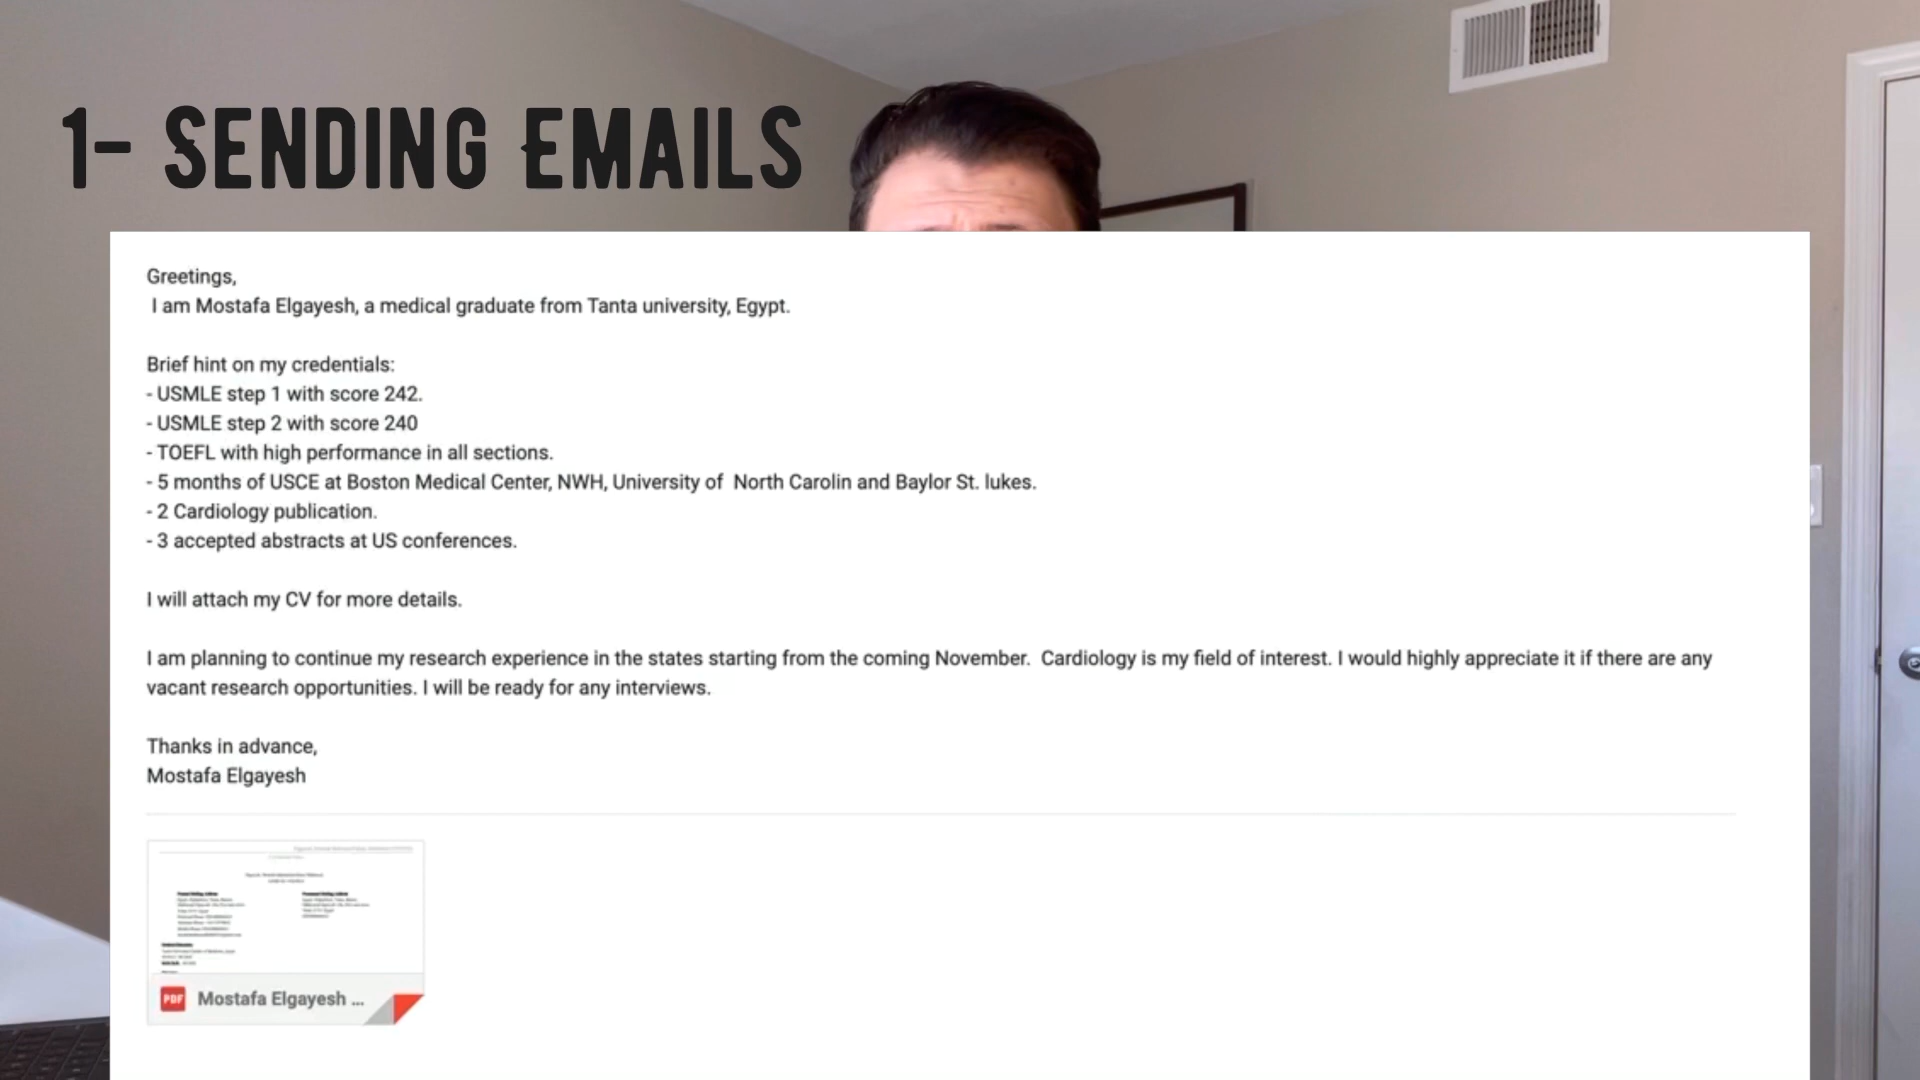 1- Sending Emails
Greetings,
I am Mostafa Elgayesh, a medical graduate from Tanta university, Egypt.
Brief hint on my credentials:
- USMLE step 1 with score 242.
- USMLE step 2 with score 240
- TOEFL with high performance in all sections.
- 5 months of USCE at Boston Medical Center, NWH, University of  North Carolin and Baylor St. lukes.
- 2 Cardiology publication.
- 3 accepted abstracts at US conferences.
I will attach my CV for more details.
I am planning to continue my research experience in the states starting from the coming November.  Cardiology is my field of interest. I would highly appreciate it if there are any
vacant research opportunities. I will be ready for any interviews.
Thanks in advance,
Mostafa Elgayesh
PDF Mostafa Elgayesh ...